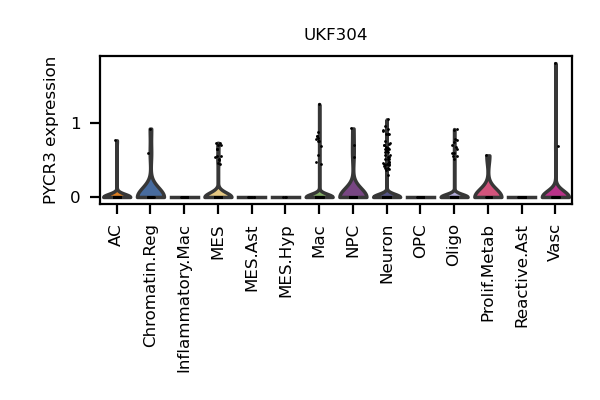 UKF304
PYCR3 expression
1
0
AC
Chromatin.Reg
Inflammatory.Mac
MES
MES.Ast
MES.Hyp
Mac
NPC
Neuron
OPC
Oligo
Prolif.Metab
Reactive.Ast
Vasc